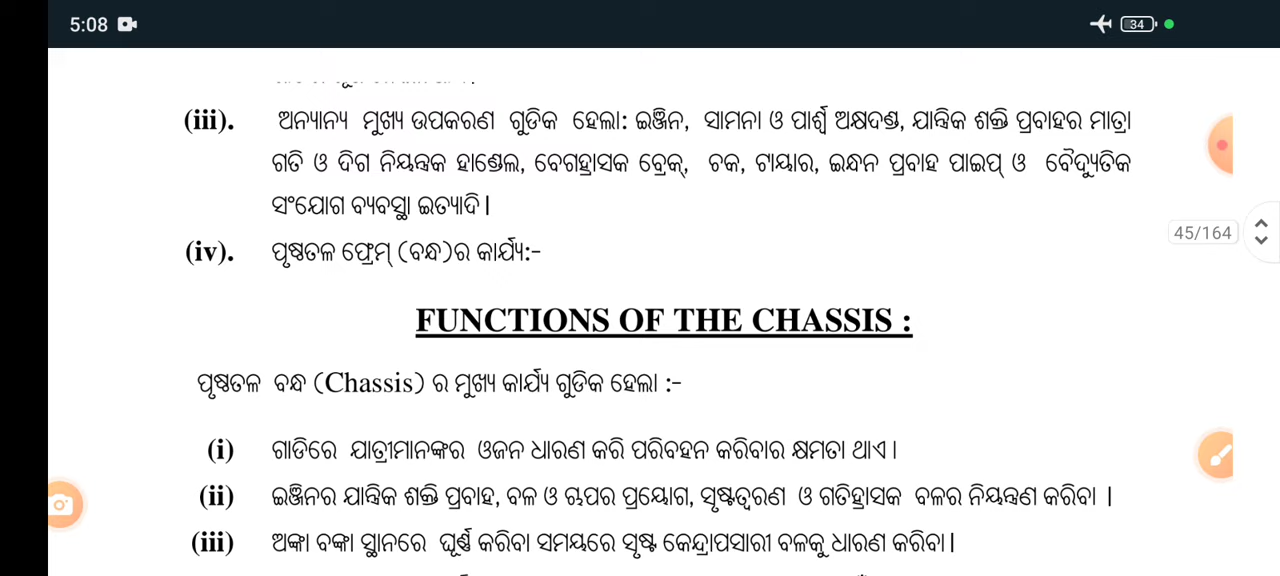 5:08
34
(iii). ଅନ୍ୟାନ୍ୟ ମୁଖ୍ୟ ଉପକରଣ ଗୁଡିକ ହେଲା: ଇଞ୍ଜିନ, ସାମନା ଓ ପାର୍ଶ୍ଵ ଅକ୍ଷଦଣ୍ଡ, ଯାନ୍ତ୍ରିକ ଶକ୍ତି ପ୍ରବାହର ମାତ୍ରା
ଗତି ଓ ଦିଗ ନିୟନ୍ତ୍ରକ ହାଣ୍ଡେଲ, ବେଗହ୍ରାସକ ବ୍ରେକ୍, ଚକ, ଟାୟାର, ଇନ୍ଧନ ପ୍ରବାହ ପାଇପ୍ ଓ ବୈଦ୍ୟୁତିକ
ସଂଯୋଗ ବ୍ୟବସ୍ଥା ଇତ୍ୟାଦି।
45/164
(iv). ପୃଷ୍ଠତଳ ଫ୍ରେମ୍ (ବନ୍ଧ)ର କାର୍ଯ୍ୟ:-
FUNCTIONS OF THE CHASSIS :
ପୃଷ୍ଠତଳ ବନ୍ଧ (Chassis) ର ମୁଖ୍ୟ କାର୍ଯ୍ୟ ଗୁଡିକ ହେଲା :-
(i) ଗାଡିରେ ଯାତ୍ରୀମାନଙ୍କର ଓଜନ ଧାରଣ କରି ପରିବହନ କରିବାର କ୍ଷମତା ଥାଏ।
(ii) ଇଞ୍ଜିନର ଯାନ୍ତ୍ରିକ ଶକ୍ତି ପ୍ରବାହ, ବଳ ଓ ଚାପର ପ୍ରୟୋଗ, ସୃଷ୍ଟତ୍ଵରଣ ଓ ଗତିହ୍ରାସକ ବଳର ନିୟନ୍ତ୍ରଣ କରିବା ।
(iii) ଅଙ୍କା ବଙ୍କା ସ୍ଥାନରେ ଘୂର୍ଣ୍ଣ କରିବା ସମୟରେ ସୃଷ୍ଟ କେନ୍ଦ୍ରାପସାରୀ ବଳକୁ ଧାରଣ କରିବା।